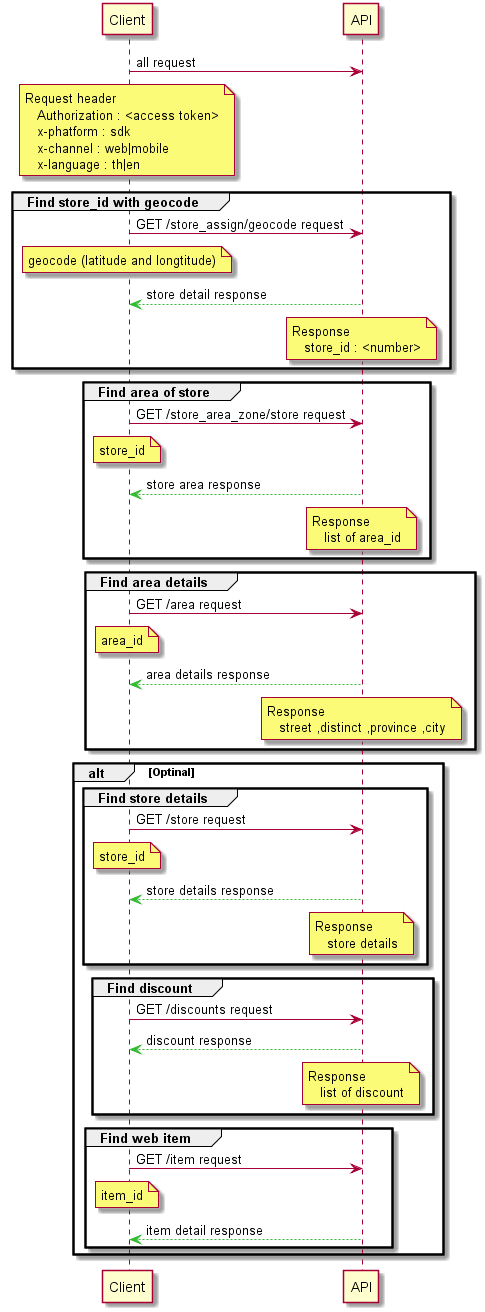 Client
API
all request
Request header
Authorization : <access token>
x-phatform : sdk
x-channel : web|mobile
x-language : th|en
Find store_id with geocode
GET /store_assign/geocode request
geocode (latitude and longtitude)
store detail response
Response
store_id : <number>
Find area of store
GET /store_area_zone/store request
store_id
store area response
Response
list of area_id
Find area details
GET /area request
area_id
area details response
Response
street ,distinct ,province ,city
alt
[Optinal]
Find store details
GET /store request
store_id
store details response
Response
store details
Find discount
GET /discounts request
discount response
Response
list of discount
Find web item
GET /item request
item_id
item detail response
Client
API